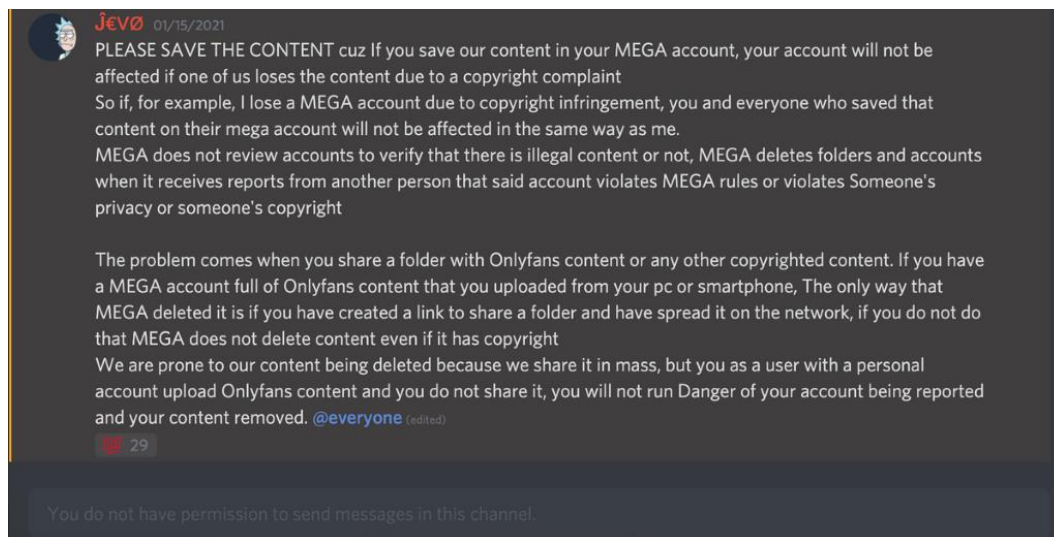 ĴєVØ 01/15/2021
PLEASE SAVE THE CONTENT cuz If you save our content in your MEGA account, your account will not be
affected if one of us loses the content due to a copyright complaint
So if, for example, I lose a MEGA account due to copyright infringement, you and everyone who saved that
content on their mega account will not be affected in the same way as me.
MEGA does not review accounts to verify that there is illegal content or not, MEGA deletes folders and accounts
when it receives reports from another person that said account violates MEGA rules or violates Someone's
privacy or someone's copyright
The problem comes when you share a folder with Onlyfans content or any other copyrighted content. If you have
a MEGA account full of Onlyfans content that you uploaded from your pc or smartphone, The only way that
MEGA deleted it is if you have created a link to share a folder and have spread it on the network, if you do not do
that MEGA does not delete content even if it has copyright
We are prone to our content being deleted because we share it in mass, but you as a user with a personal
account upload Onlyfans content and you do not share it, you will not run Danger of your account being reported
and your content removed. @everyone (edited)
29
You do not have permission to send messages in this channel.